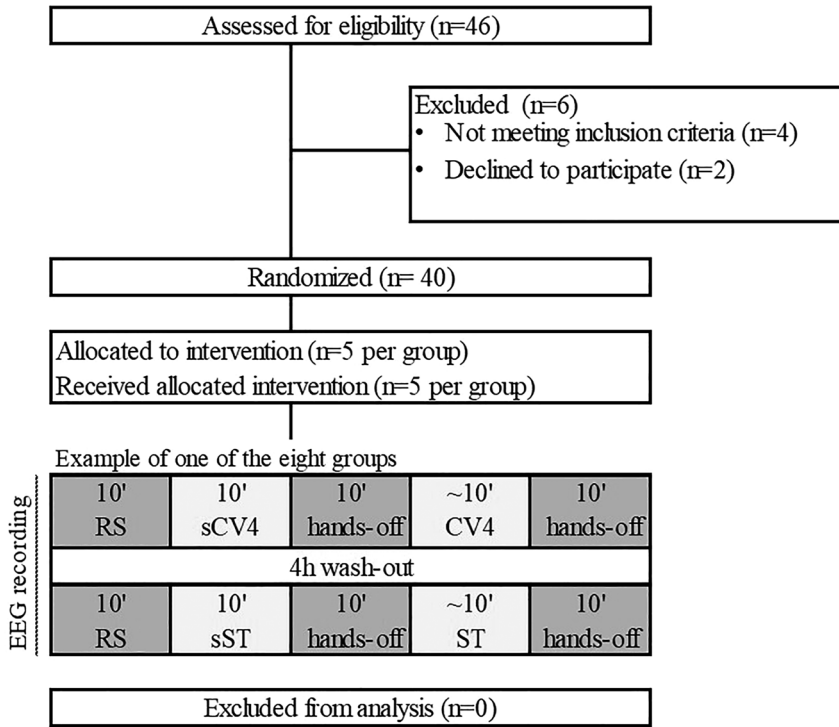 Assessed for eligibility (n=46)
Excluded (n=6)
• Not meeting inclusion criteria (n=4)
• Declined to participate (n=2)
Randomized (n= 40)
Allocated to intervention (n=5 per group)
Received allocated intervention (n=5 per group)
Example of one of the eight groups
EEG recording
10' 10' 10' ~10' 10'
RS sCV4 hands-off CV4 hands-off
4h wash-out
10' 10' 10' ~10' 10'
RS sST hands-off ST hands-off
Excluded from analysis (n=0)